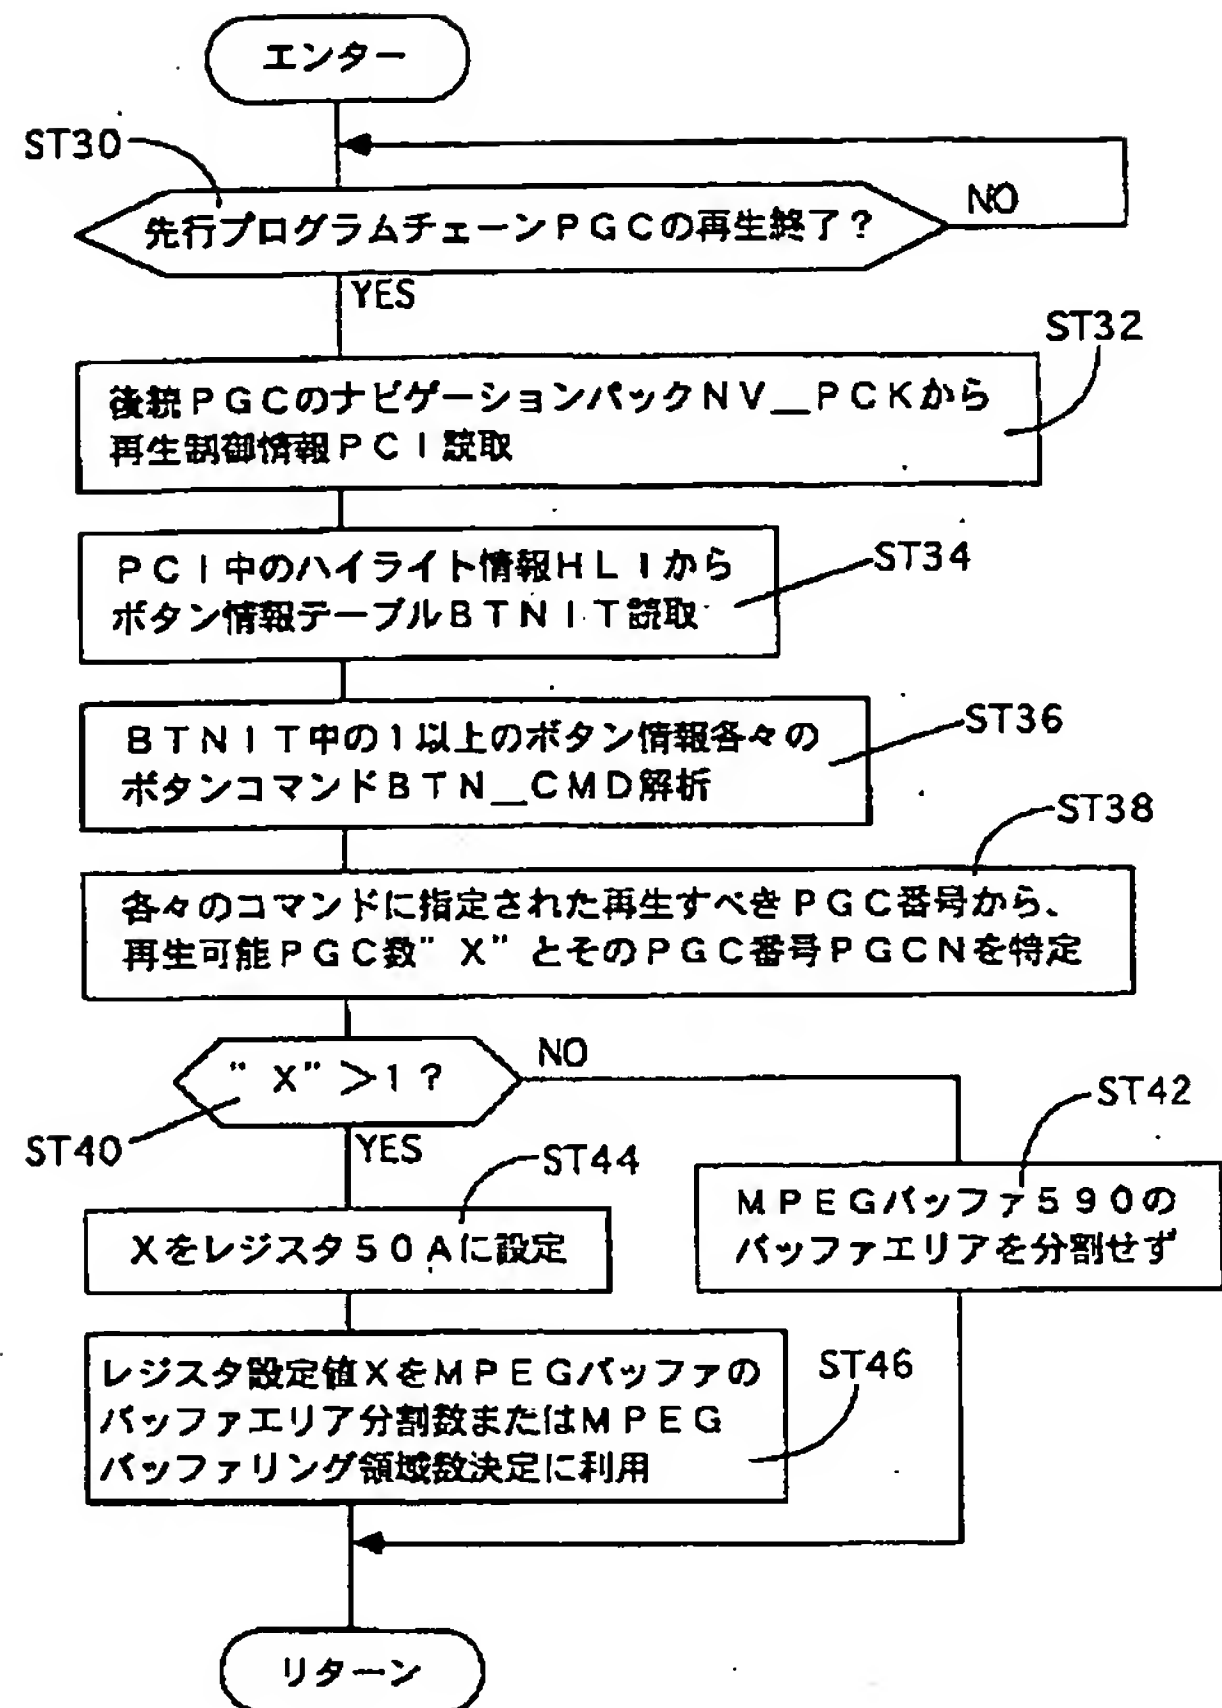 エンター
ST30
先行プログラムチェーンPGCの再生終了？
NO
YES
ST32
後続PGCのナビゲーションパックNV__PCKから
再生制御情報PCI読取
ST34
PCI中のハイライト情報HLIから
ボタン情報テーブルBTNIT読取
ST36
BTNIT中の1以上のボタン情報各々の
ボタンコマンドBTN__CMD解析
ST38
各々のコマンドに指定された再生すべきPGC番号から、
再生可能PGC数"X"とそのPGC番号PGCNを特定
"X">1？
NO
ST40
YES
ST42
MPEGバッファ590の
バッファエリアを分割せず
ST44
Xをレジスタ50Aに設定
ST46
レジスタ設定値XをMPEGバッファの
バッファエリア分割数またはMPEG
バッファリング領域数決定に利用
リターン